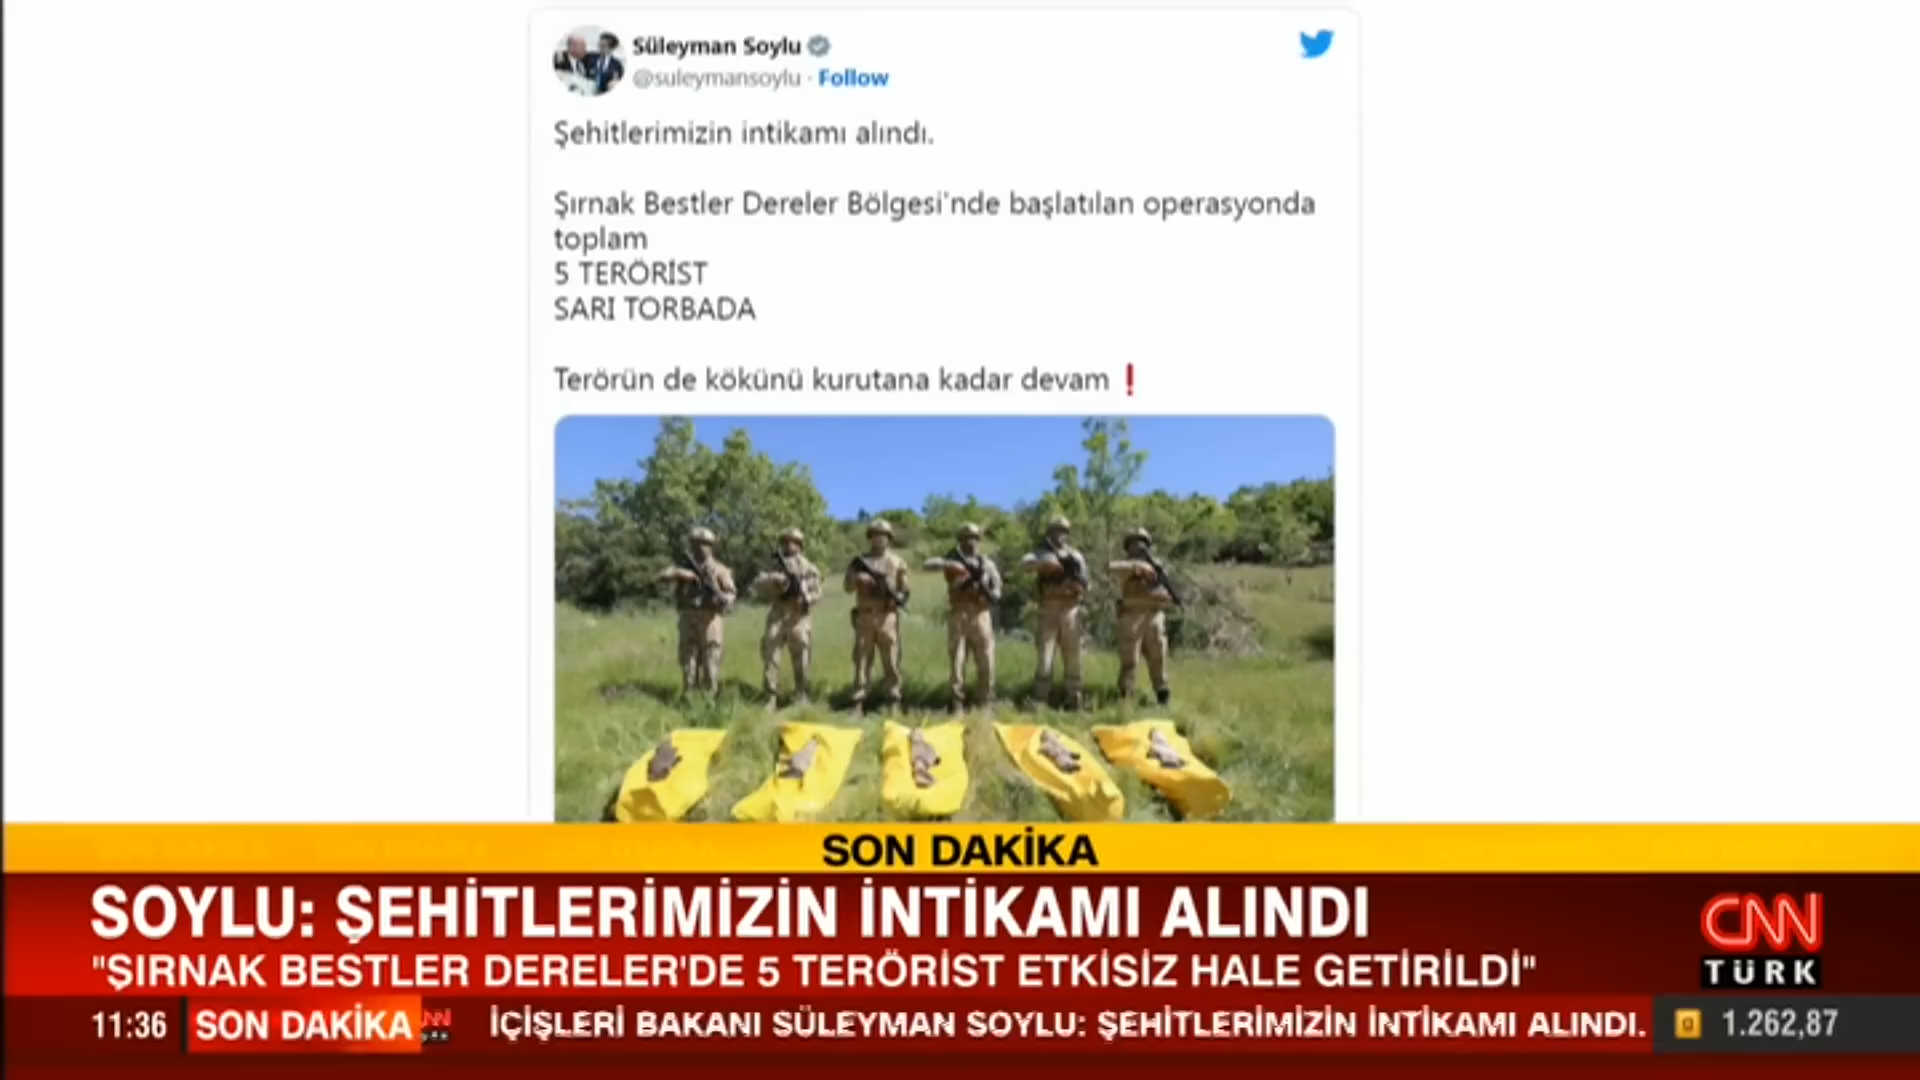 Süleyman Soylu
@suleymansoylu · Follow
Şehitlerimizin intikamı alındı.
Şırnak Bestler Dereler Bölgesi'nde başlatılan operasyonda
toplam
5 TERÖRİST
SARI TORBADA
Terörün de kökünü kurutana kadar devam❗
SON DAKİKA
SOYLU: ŞEHİTLERİMİZİN İNTİKAMI ALINDI
"ŞIRNAK BESTLER DERELER'DE 5 TERÖRİST ETKİSİZ HALE GETİRİLDİ"
CNN
TÜRK
11:36 SON DAKİKA İÇİŞLERİ BAKANI SÜLEYMAN SOYLU: ŞEHİTLERİMİZİN İNTİKAMI ALINDI. 1.262,87